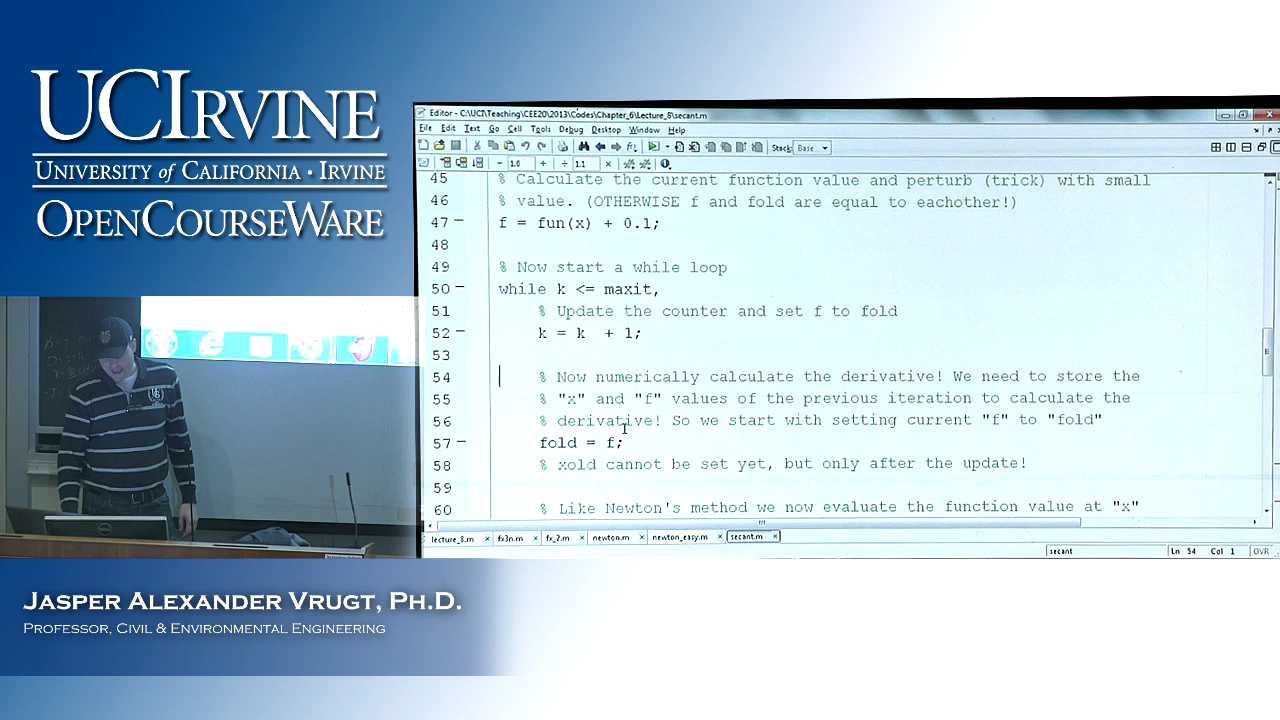 UCIRVINE
UNIVERSITY of CALIFORNIA • IRVINE
OPENCOURSEWARE
Editor - C:\UCI\Teaching\CEE20\2013\Codes\Chapter_6\Lecture_8\secant.m
File Edit Text Go Cell Tools Debug Desktop Window Help
Stack: Base
- 1.0 + ÷ 1.1 ×
45 % Calculate the current function value and perturb (trick) with small
46 % value. (OTHERWISE f and fold are equal to eachother!)
47 – f = fun(x) + 0.1;
48
49 % Now start a while loop
50 – while k <= maxit,
51 % Update the counter and set f to fold
52 – k = k + 1;
53
54 % Now numerically calculate the derivative! We need to store the
55 % "x" and "f" values of the previous iteration to calculate the
56 % derivative! So we start with setting current "f" to "fold"
57 – fold = f;
58 % xold cannot be set yet, but only after the update!
59
60 % Like Newton's method we now evaluate the function value at "x"
lecture_8.m × fx3n.m × fx_2.m × newton.m × newton_easy.m × secant.m ×
secant Ln 54 Col 1 OVR
JASPER ALEXANDER VRUGT, PH.D.
PROFESSOR, CIVIL & ENVIRONMENTAL ENGINEERING